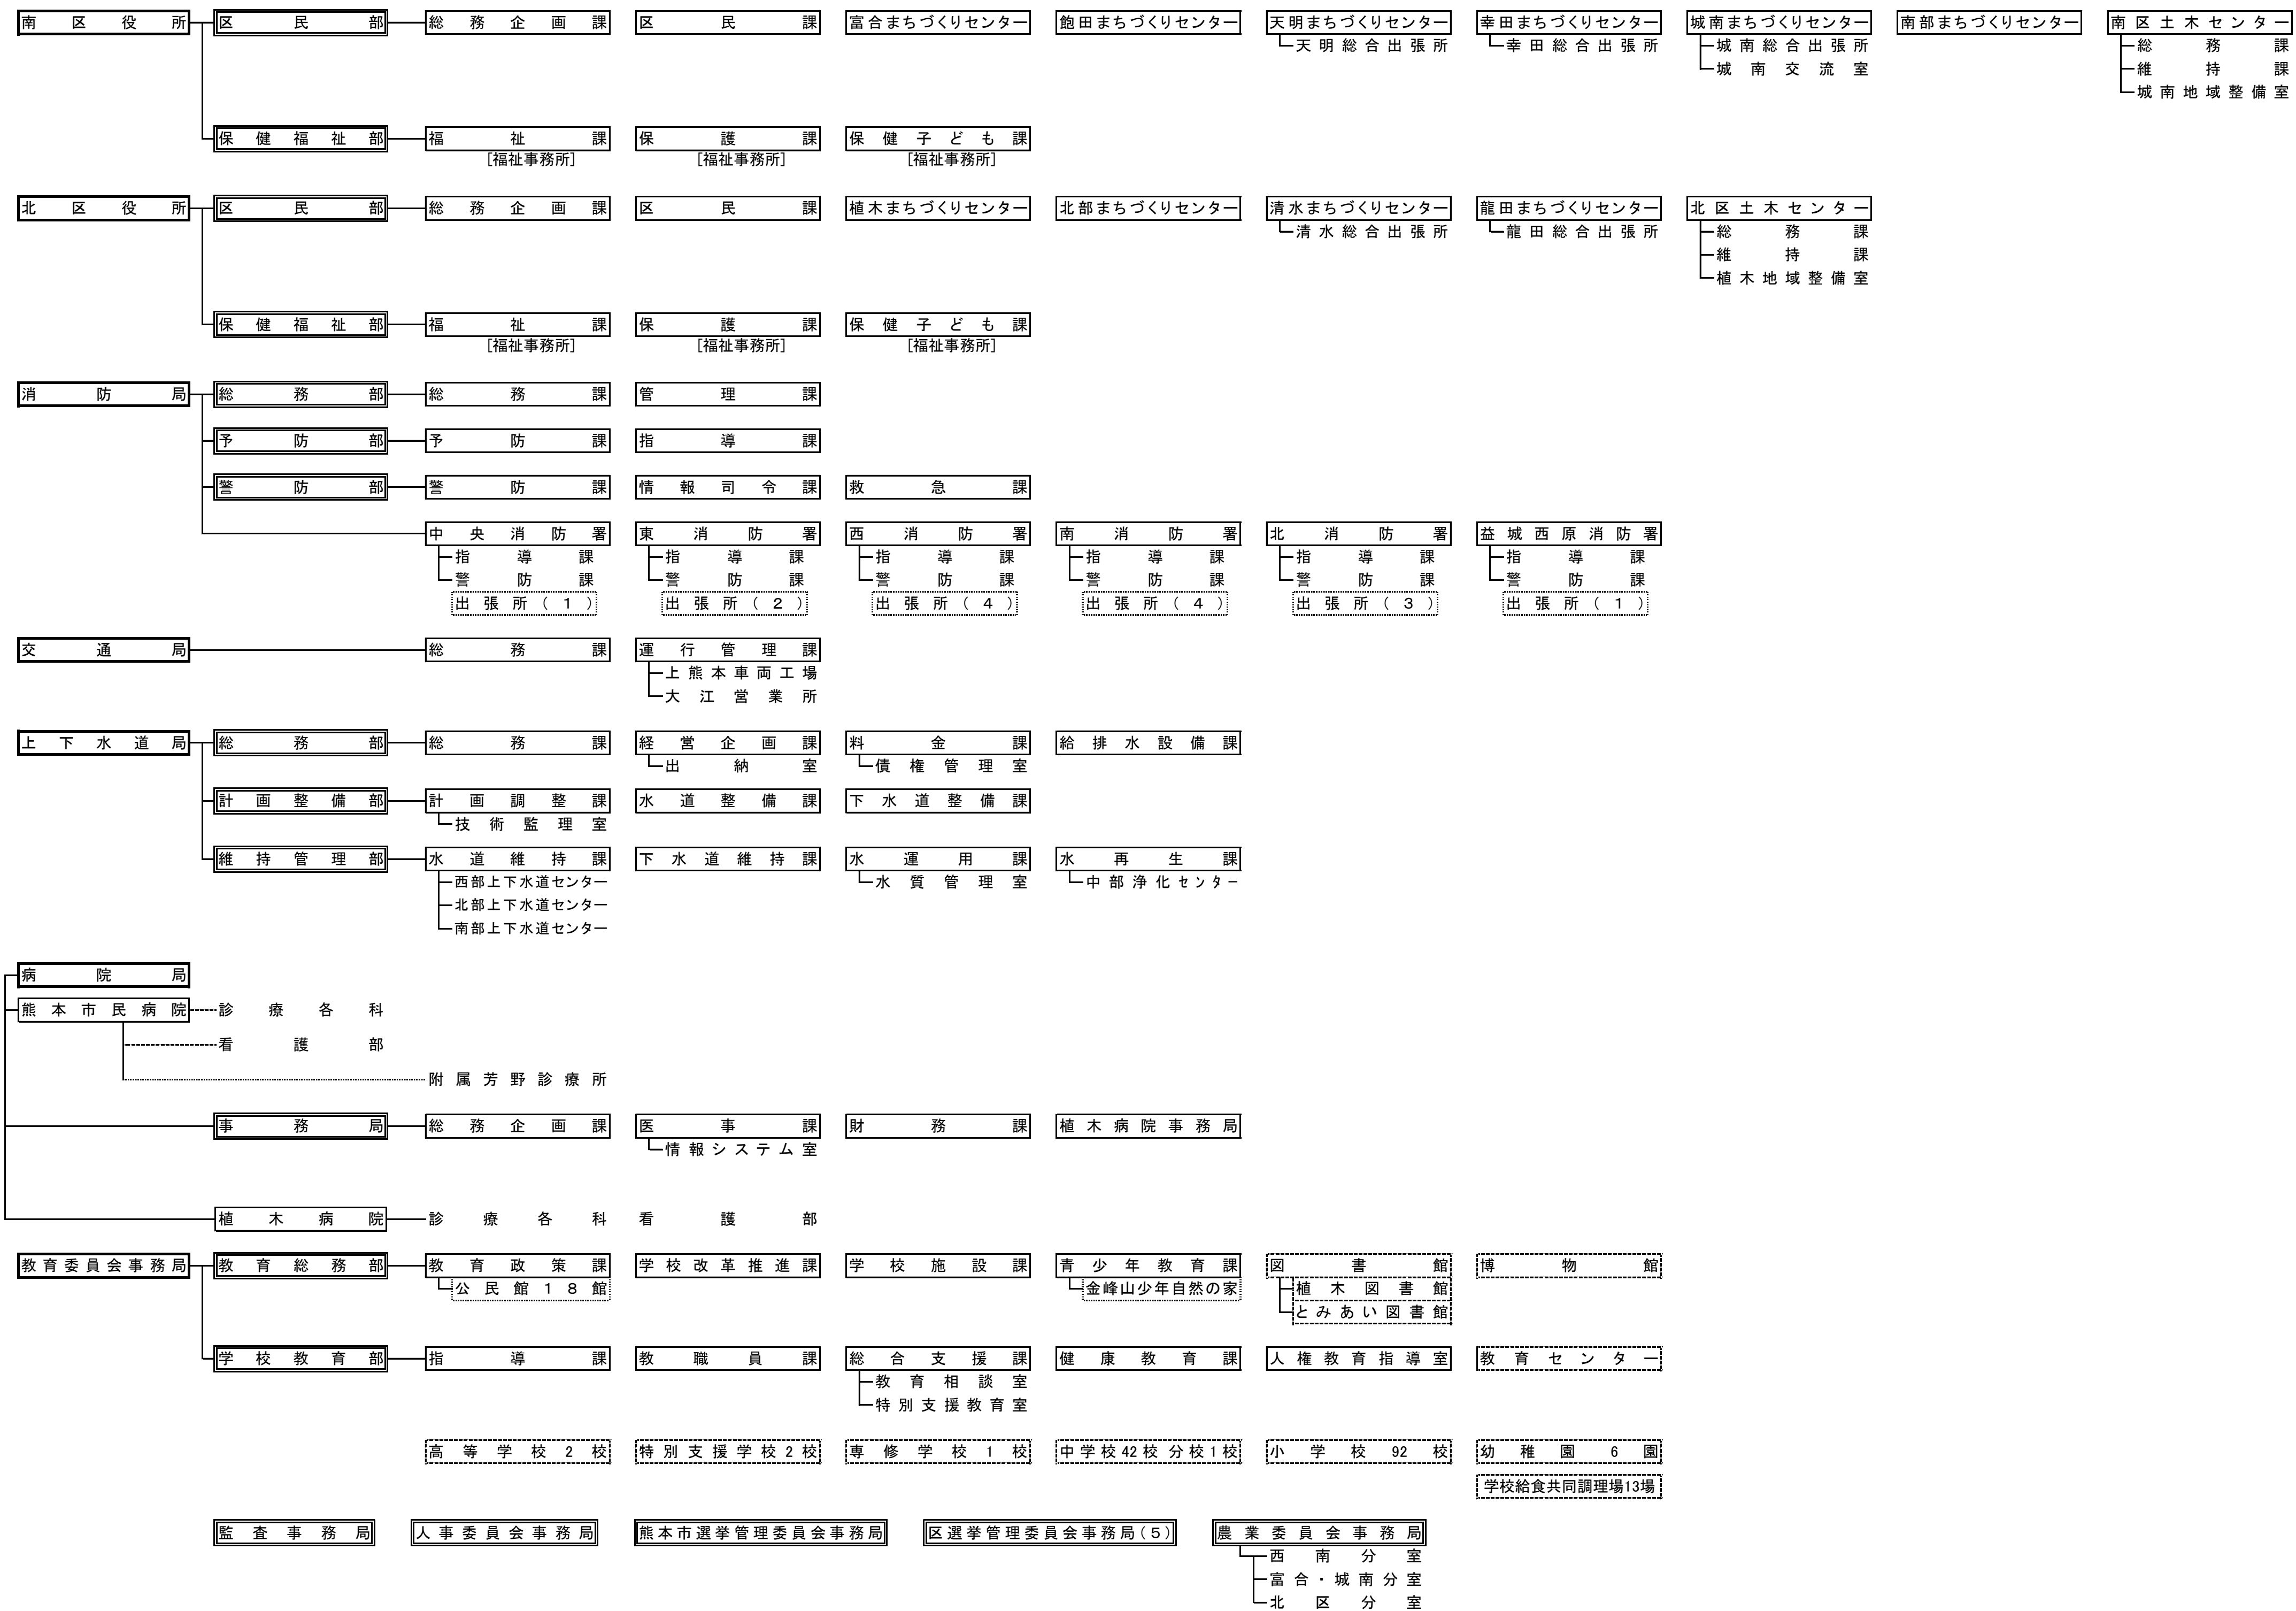 南区役所 区民部 総務企画課 区民課 富合まちづくりセンター 飽田まちづくりセンター 天明まちづくりセンター 幸田まちづくりセンター 城南まちづくりセンター 南部まちづくりセンター 南区土木センター
天明総合出張所 幸田総合出張所 城南総合出張所 総務課
城南交流室 維持課
城南地域整備室
保健福祉部 福祉課 保護課 保健子ども課
[福祉事務所] [福祉事務所] [福祉事務所]
北区役所 区民部 総務企画課 区民課 植木まちづくりセンター 北部まちづくりセンター 清水まちづくりセンター 龍田まちづくりセンター 北区土木センター
清水総合出張所 龍田総合出張所 総務課
維持課
植木地域整備室
保健福祉部 福祉課 保護課 保健子ども課
[福祉事務所] [福祉事務所] [福祉事務所]
消防局 総務部 総務課 管理課
予防部 予防課 指導課
警防部 警防課 情報司令課 救急課
中央消防署 東消防署 西消防署 南消防署 北消防署 益城西原消防署
指導課 指導課 指導課 指導課 指導課 指導課
警防課 警防課 警防課 警防課 警防課 警防課
出張所(1) 出張所(2) 出張所(4) 出張所(4) 出張所(3) 出張所(1)
交通局 総務課 運行管理課
上熊本車両工場
大江営業所
上下水道局 総務部 総務課 経営企画課 料金課 給排水設備課
出納室 債権管理室
計画整備部 計画調整課 水道整備課 下水道整備課
技術監理室
維持管理部 水道維持課 下水道維持課 水運用課 水再生課
西部上下水道センター 水質管理室 中部浄化センター
北部上下水道センター
南部上下水道センター
病院局
熊本市民病院 診療各科
看護部
附属芳野診療所
事務局 総務企画課 医事課 財務課 植木病院事務局
情報システム室
植木病院 診療各科 看護部
教育委員会事務局 教育総務部 教育政策課 学校改革推進課 学校施設課 青少年教育課 図書館 博物館
公民館18館 金峰山少年自然の家 植木図書館
とみあい図書館
学校教育部 指導課 教職員課 総合支援課 健康教育課 人権教育指導室 教育センター
教育相談室
特別支援教育室
高等学校2校 特別支援学校2校 専修学校1校 中学校42校 分校1校 小学校92校 幼稚園6園
学校給食共同調理場13場
監査事務局 人事委員会事務局 熊本市選挙管理委員会事務局 区選挙管理委員会事務局(5) 農業委員会事務局
西南分室
富合・城南分室
北区分室